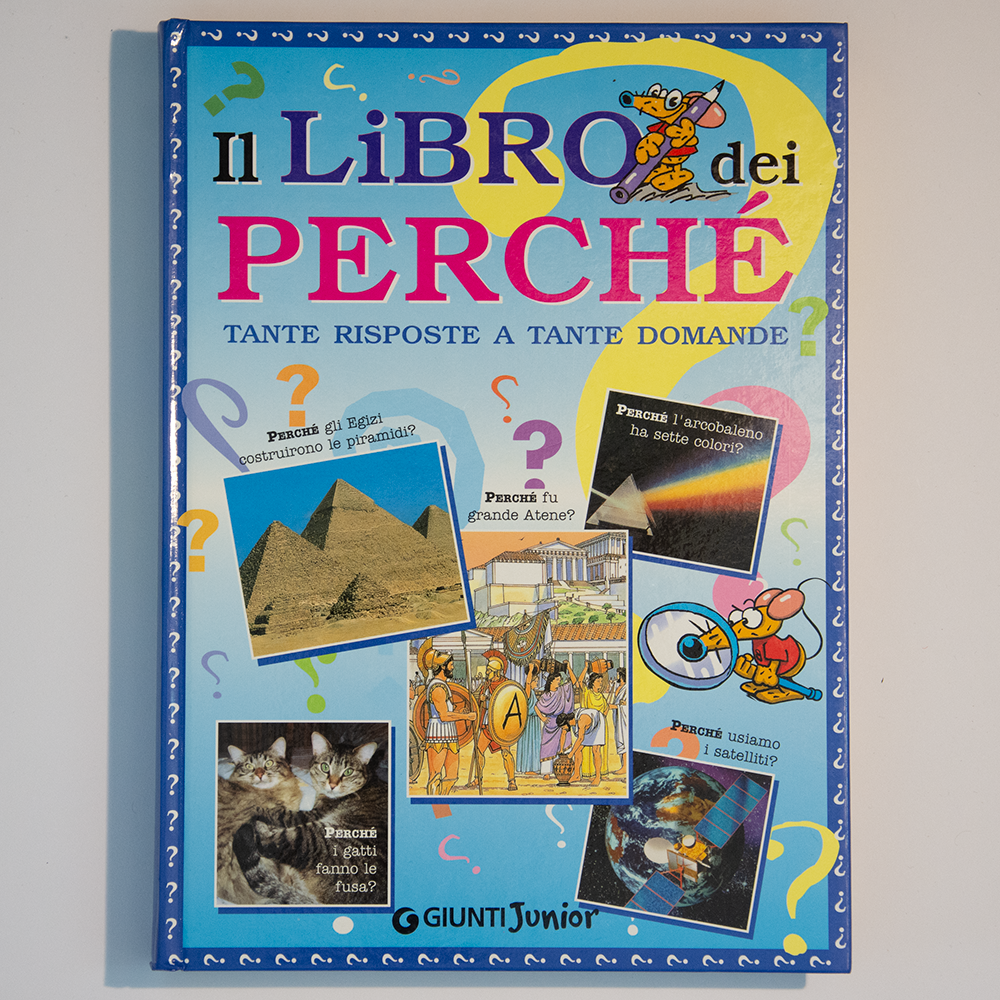 Il LiBRO dei
PERCHÉ
TANTE RISPOSTE A TANTE DOMANDE
PERCHÉ gli Egizi
costruirono le piramidi?
PERCHÉ l'arcobaleno
ha sette colori?
PERCHÉ fu
grande Atene?
A
PERCHÉ usiamo
i satelliti?
PERCHÉ
i gatti
fanno le
fusa?
GIUNTI Junior